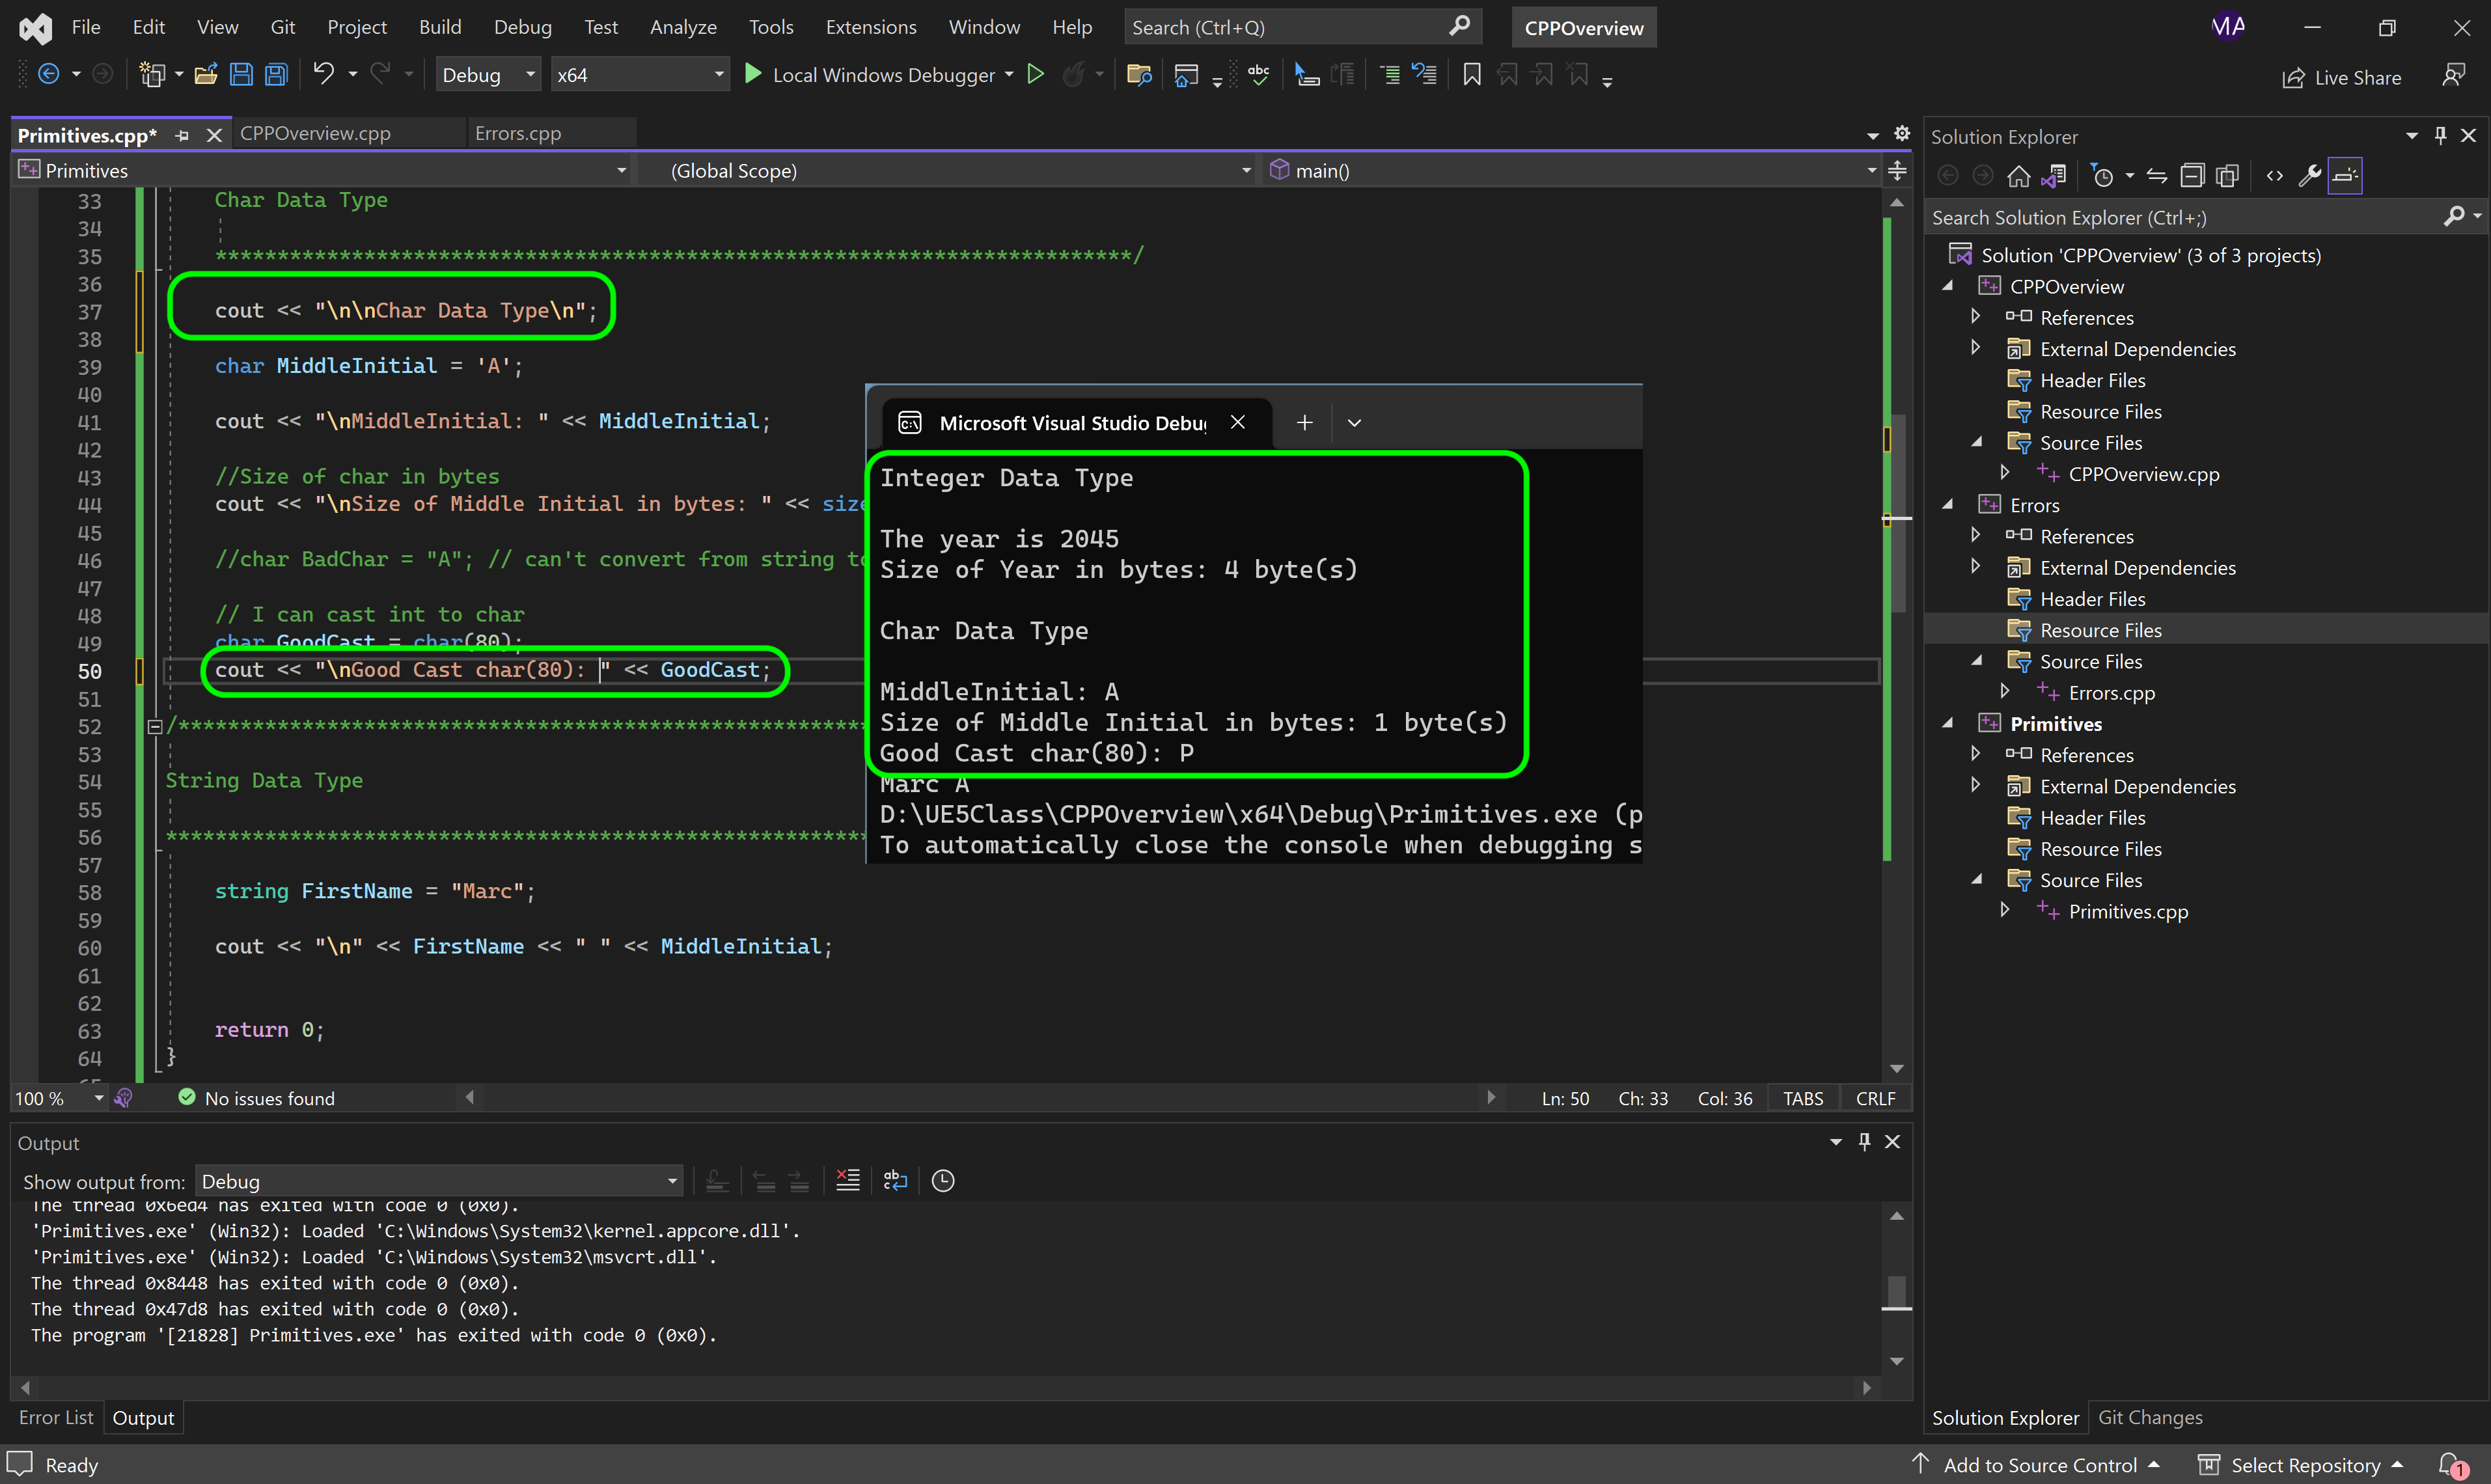 File Edit View Git Project Build Debug Test Analyze Tools Extensions Window Help Search (Ctrl+Q) CPPOverview MA
Debug x64 Local Windows Debugger Live Share
Primitives.cpp* CPPOverview.cpp Errors.cpp
Primitives (Global Scope) main()
33 Char Data Type
34
35 ***************************************************************************/
36
37 cout << "\n\nChar Data Type\n";
38
39 char MiddleInitial = 'A';
40
41 cout << "\nMiddleInitial: " << MiddleInitial;
42
43 //Size of char in bytes
44 cout << "\nSize of Middle Initial in bytes: " << size
45
46 //char BadChar = "A"; // can't convert from string to
47
48 // I can cast int to char
49 char GoodCast = char(80);
50 cout << "\nGood Cast char(80): " << GoodCast;
51
52 /********************************************************
53
54 String Data Type
55
56 *********************************************************
57
58 string FirstName = "Marc";
59
60 cout << "\n" << FirstName << " " << MiddleInitial;
61
62
63 return 0;
64 }
65
Microsoft Visual Studio Debu
Integer Data Type
The year is 2045
Size of Year in bytes: 4 byte(s)
Char Data Type
MiddleInitial: A
Size of Middle Initial in bytes: 1 byte(s)
Good Cast char(80): P
Marc A
D:\UE5Class\CPPOverview\x64\Debug\Primitives.exe (p
To automatically close the console when debugging s
100 % No issues found Ln: 50 Ch: 33 Col: 36 TABS CRLF
Output
Show output from: Debug
The thread 0x6ed4 has exited with code 0 (0x0).
'Primitives.exe' (Win32): Loaded 'C:\Windows\System32\kernel.appcore.dll'.
'Primitives.exe' (Win32): Loaded 'C:\Windows\System32\msvcrt.dll'.
The thread 0x8448 has exited with code 0 (0x0).
The thread 0x47d8 has exited with code 0 (0x0).
The program '[21828] Primitives.exe' has exited with code 0 (0x0).
Error List Output
Solution Explorer
Search Solution Explorer (Ctrl+;)
Solution 'CPPOverview' (3 of 3 projects)
CPPOverview
References
External Dependencies
Header Files
Resource Files
Source Files
CPPOverview.cpp
Errors
References
External Dependencies
Header Files
Resource Files
Source Files
Errors.cpp
Primitives
References
External Dependencies
Header Files
Resource Files
Source Files
Primitives.cpp
Solution Explorer Git Changes
Ready Add to Source Control Select Repository 1